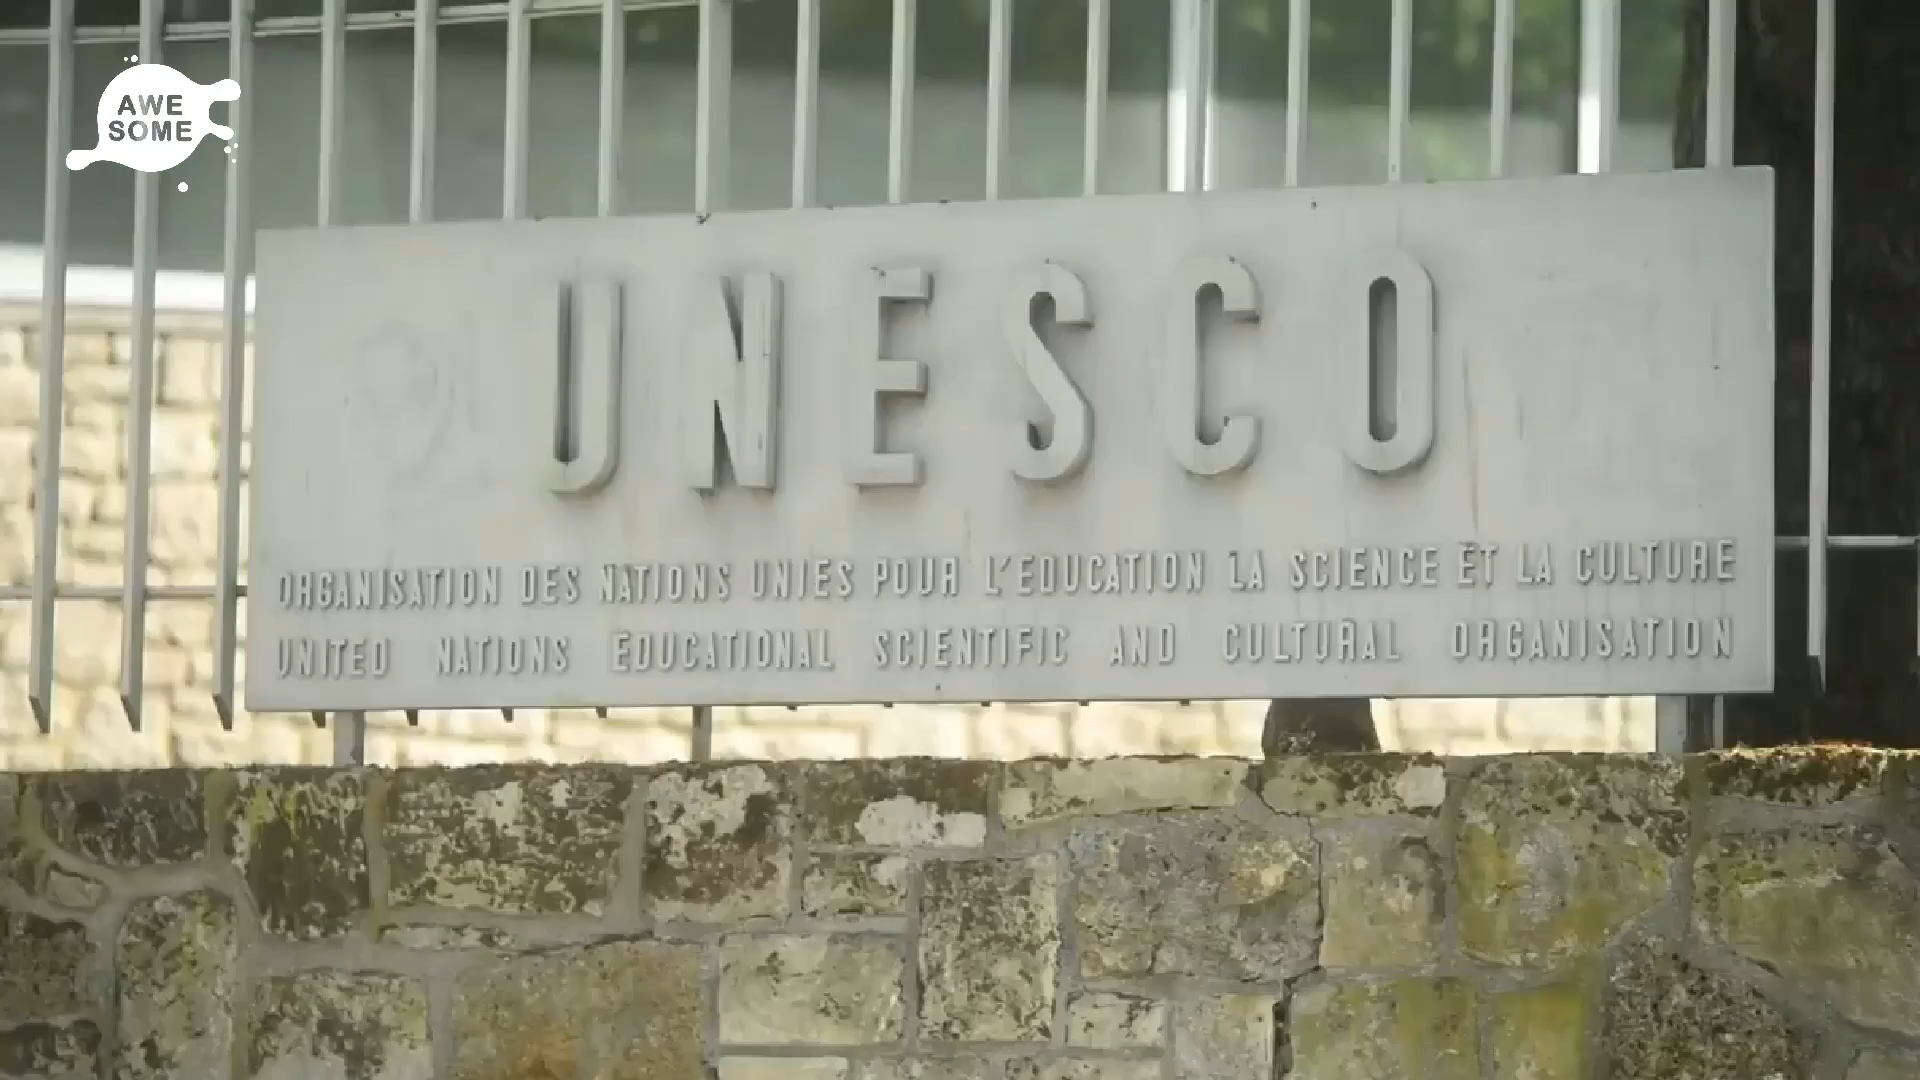 AWE
SOME
UNESCO
ORGANISATION DES NATIONS UNIES POUR L'EDUCATION LA SCIENCE ET LA CULTURE
UNITED NATIONS EDUCATIONAL SCIENTIFIC AND CULTURAL ORGANISATION